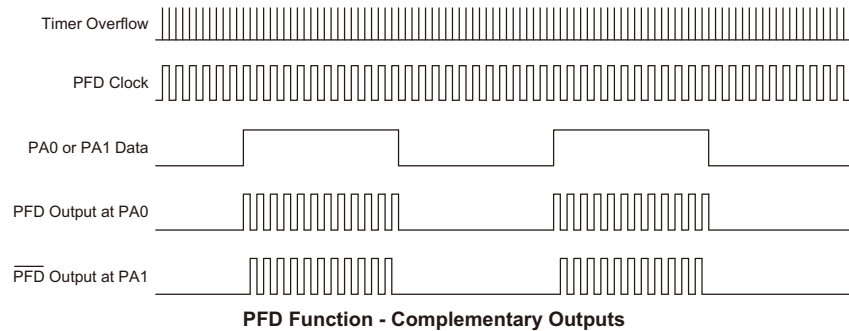 Timer Overflow
PFD Clock
PA0 or PA1 Data
PFD Output at PA0
P̅F̅D̅ Output at PA1
PFD Function - Complementary Outputs